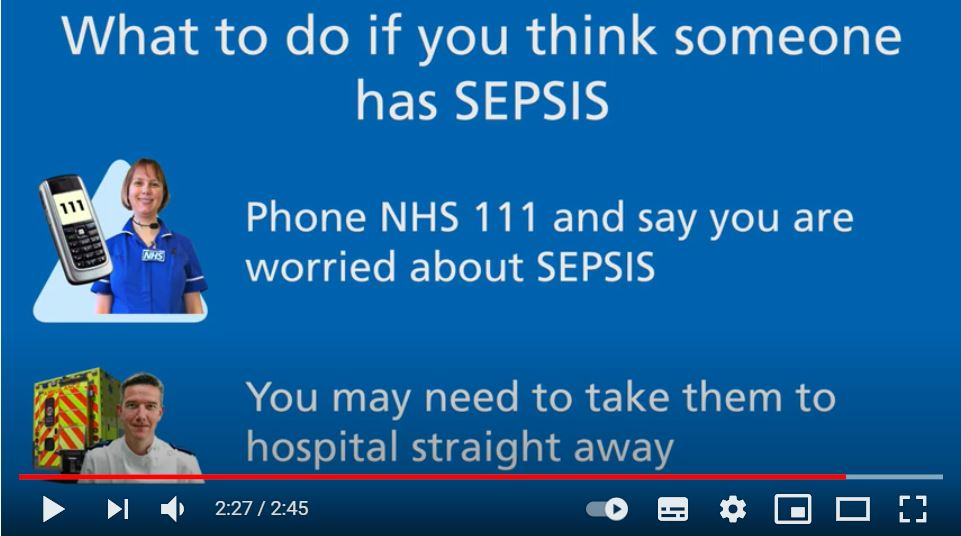 What to do if you think someone
has SEPSIS
111
NHS
Phone NHS 111 and say you are
worried about SEPSIS
You may need to take them to
hospital straight away
2:27 / 2:45